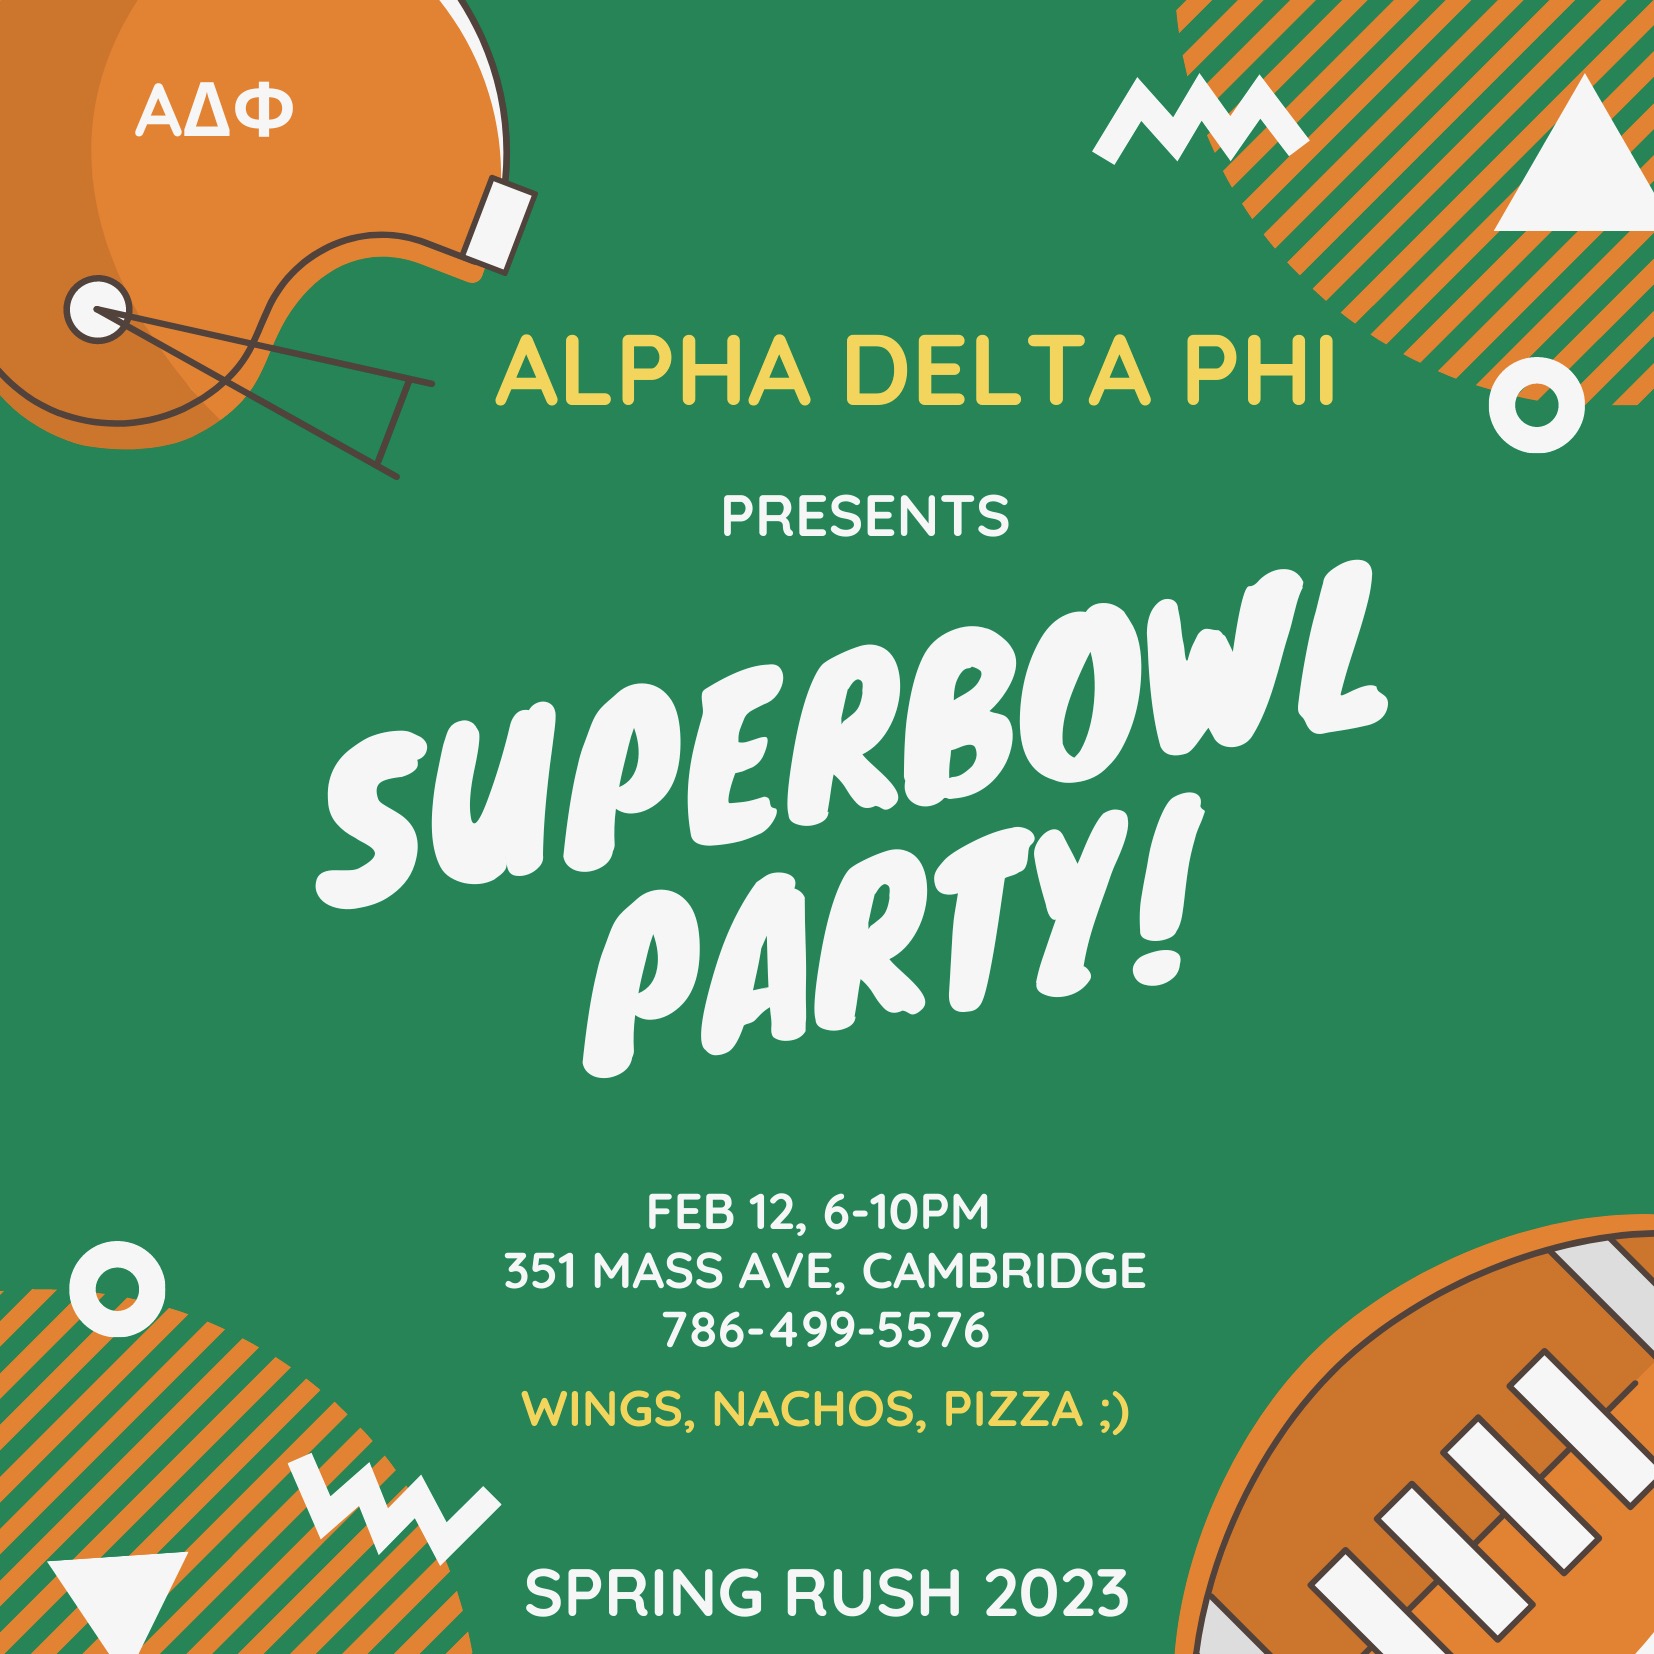 ΑΔΦ
ALPHA DELTA PHI
PRESENTS
SUPERBOWL
PARTY!
FEB 12, 6-10PM
351 MASS AVE, CAMBRIDGE
786-499-5576
WINGS, NACHOS, PIZZA ;)
SPRING RUSH 2023